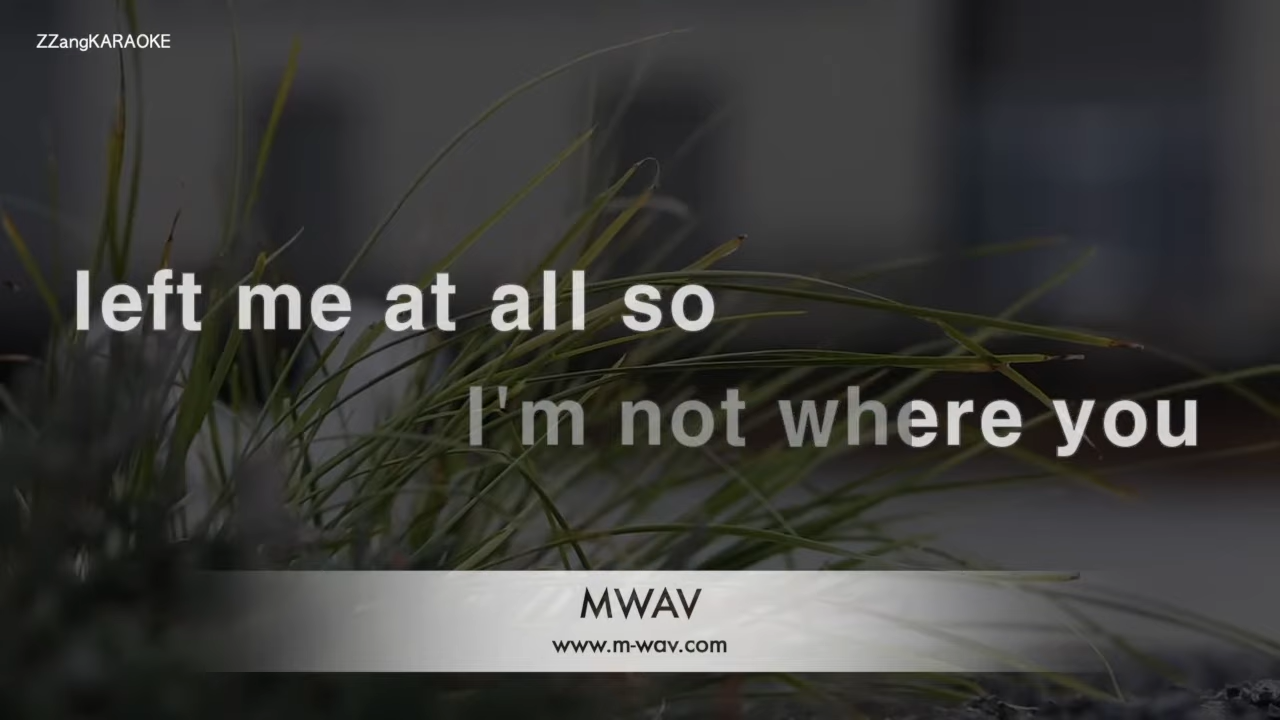 ZZangKARAOKE
left me at all so
I'm not where you
MWAV
www.m-wav.com